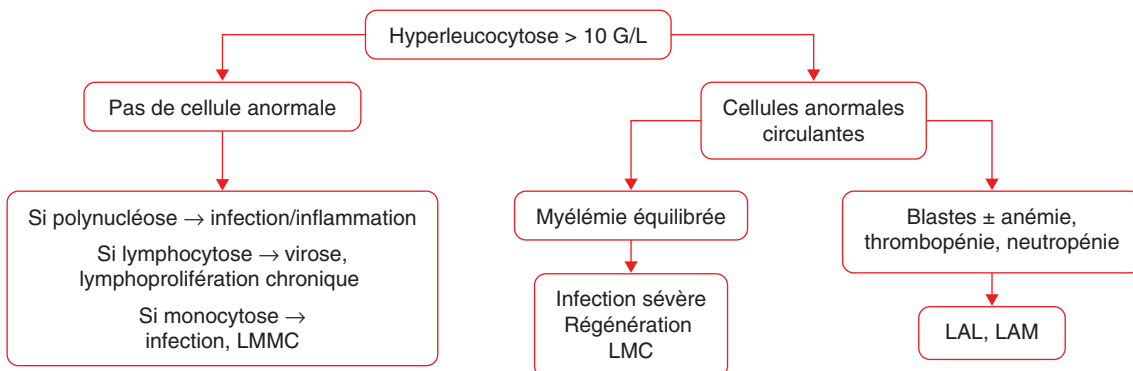 Hyperleucocytose > 10 G/L
Pas de cellule anormale
Cellules anormales
circulantes
Si polynucléose → infection/inflammation
Si lymphocytose → virose,
lymphoprolifération chronique
Si monocytose →
infection, LMMC
Myélémie équilibrée
Blastes ± anémie,
thrombopénie, neutropénie
Infection sévère
Régénération
LMC
LAL, LAM